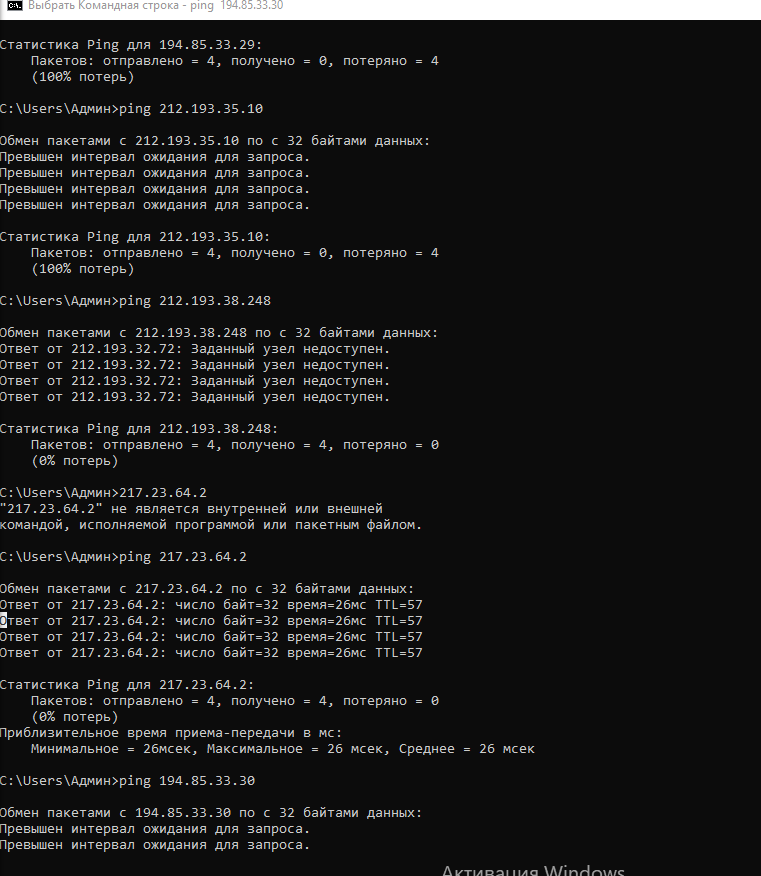 Выбрать Командная строка - ping  194.85.33.30
Статистика Ping для 194.85.33.29:
    Пакетов: отправлено = 4, получено = 0, потеряно = 4
    (100% потерь)
C:\Users\Админ>ping 212.193.35.10
Обмен пакетами с 212.193.35.10 по с 32 байтами данных:
Превышен интервал ожидания для запроса.
Превышен интервал ожидания для запроса.
Превышен интервал ожидания для запроса.
Превышен интервал ожидания для запроса.
Статистика Ping для 212.193.35.10:
    Пакетов: отправлено = 4, получено = 0, потеряно = 4
    (100% потерь)
C:\Users\Админ>ping 212.193.38.248
Обмен пакетами с 212.193.38.248 по с 32 байтами данных:
Ответ от 212.193.32.72: Заданный узел недоступен.
Ответ от 212.193.32.72: Заданный узел недоступен.
Ответ от 212.193.32.72: Заданный узел недоступен.
Ответ от 212.193.32.72: Заданный узел недоступен.
Статистика Ping для 212.193.38.248:
    Пакетов: отправлено = 4, получено = 4, потеряно = 0
    (0% потерь)
C:\Users\Админ>217.23.64.2
"217.23.64.2" не является внутренней или внешней
командой, исполняемой программой или пакетным файлом.
C:\Users\Админ>ping 217.23.64.2
Обмен пакетами с 217.23.64.2 по с 32 байтами данных:
Ответ от 217.23.64.2: число байт=32 время=26мс TTL=57
Ответ от 217.23.64.2: число байт=32 время=26мс TTL=57
Ответ от 217.23.64.2: число байт=32 время=26мс TTL=57
Ответ от 217.23.64.2: число байт=32 время=26мс TTL=57
Статистика Ping для 217.23.64.2:
    Пакетов: отправлено = 4, получено = 4, потеряно = 0
    (0% потерь)
Приблизительное время приема-передачи в мс:
    Минимальное = 26мсек, Максимальное = 26 мсек, Среднее = 26 мсек
C:\Users\Админ>ping 194.85.33.30
Обмен пакетами с 194.85.33.30 по с 32 байтами данных:
Превышен интервал ожидания для запроса.
Превышен интервал ожидания для запроса.
Активация Windows